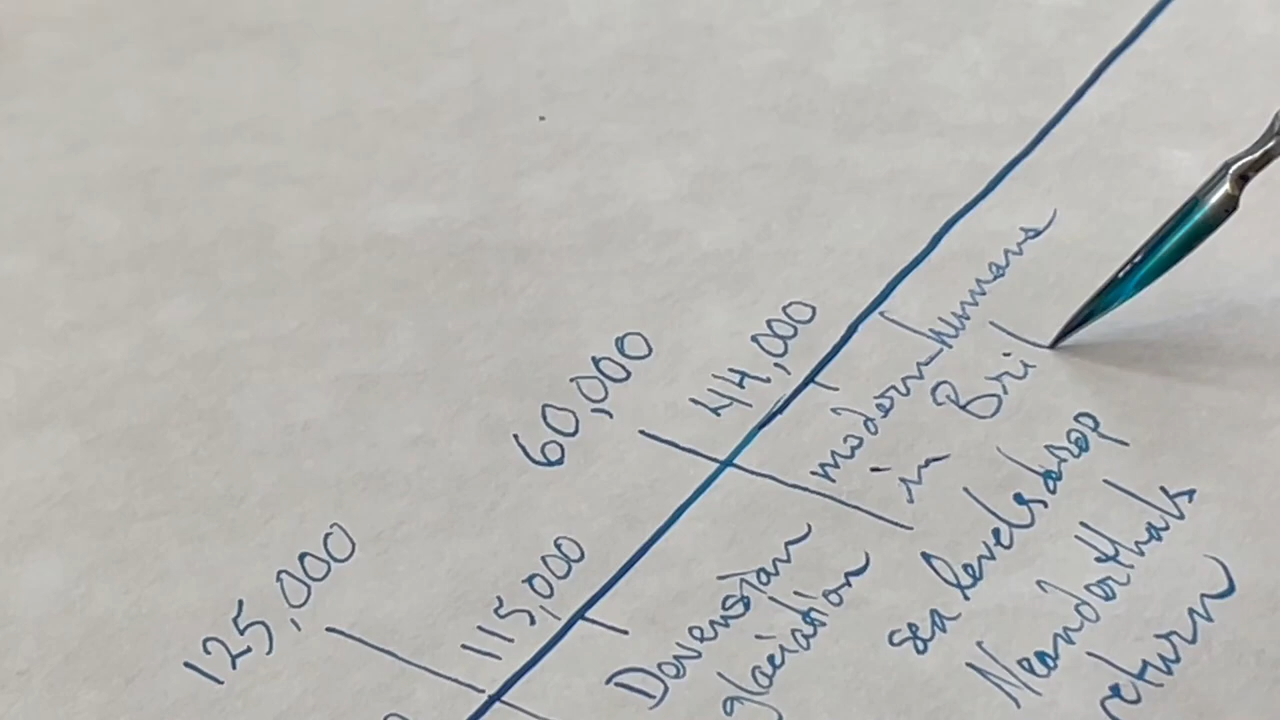 125,000
115,000
Devensian
glaciation
60,000
sea levels drop
Neanderthals
return
44,000
modern humans
in Bri